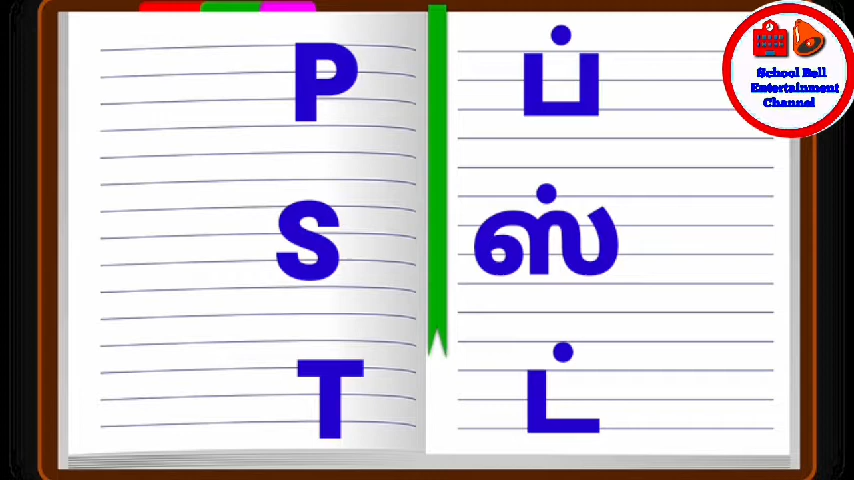 P ப்
S ஸ்
T ட்
School Bell
Entertainment
Channel